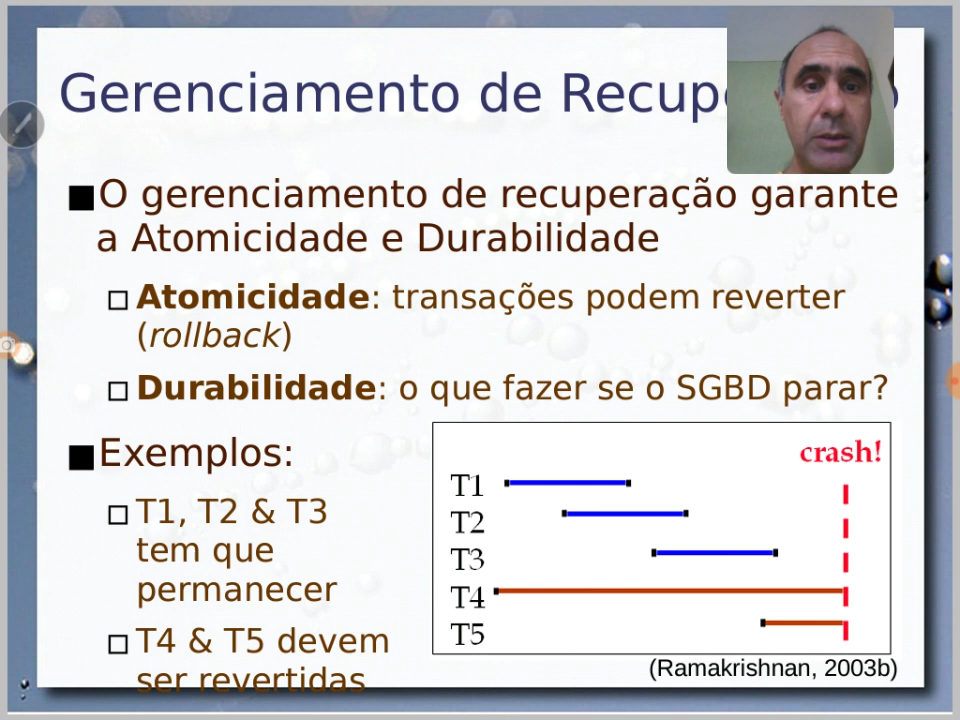 Gerenciamento de
O gerenciamento de recuperação garante
a Atomicidade e Durabilidade
Atomicidade: transações podem reverter
(rollback)
Durabilidade: o que fazer se o SGBD parar?
Exemplos:
T1, T2 & T3
tem que
permanecer
T4 & T5 devem
ser revertidas
crash!
T1
T2
T3
T4
T5
(Ramakrishnan, 2003b)